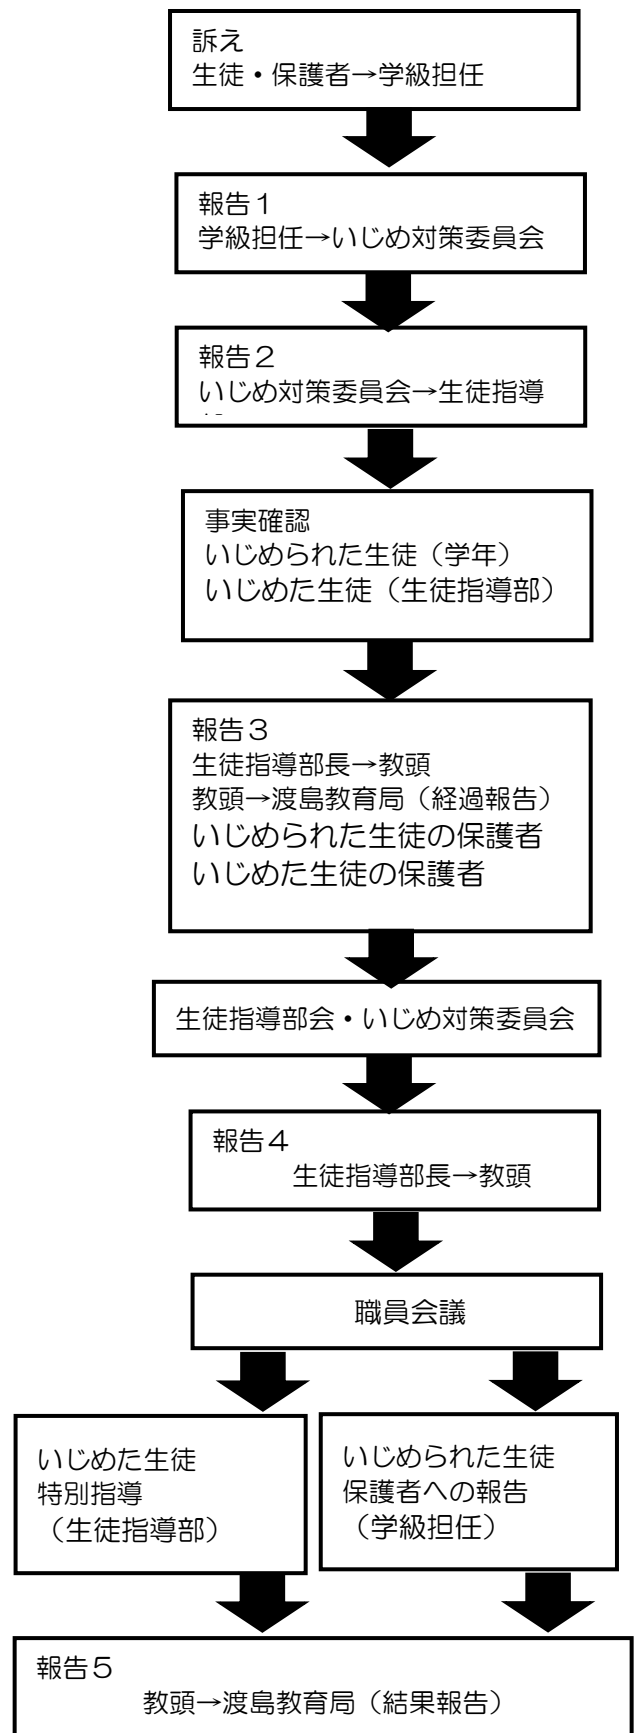 訴え
生徒・保護者→学級担任
報告１
学級担任→いじめ対策委員会
報告２
いじめ対策委員会→生徒指導
事実確認
いじめられた生徒（学年）
いじめた生徒（生徒指導部）
報告３
生徒指導部長→教頭
教頭→渡島教育局（経過報告）
いじめられた生徒の保護者
いじめた生徒の保護者
生徒指導部会・いじめ対策委員会
報告４
生徒指導部長→教頭
職員会議
いじめた生徒
特別指導
（生徒指導部）
いじめられた生徒
保護者への報告
（学級担任）
報告５
教頭→渡島教育局（結果報告）